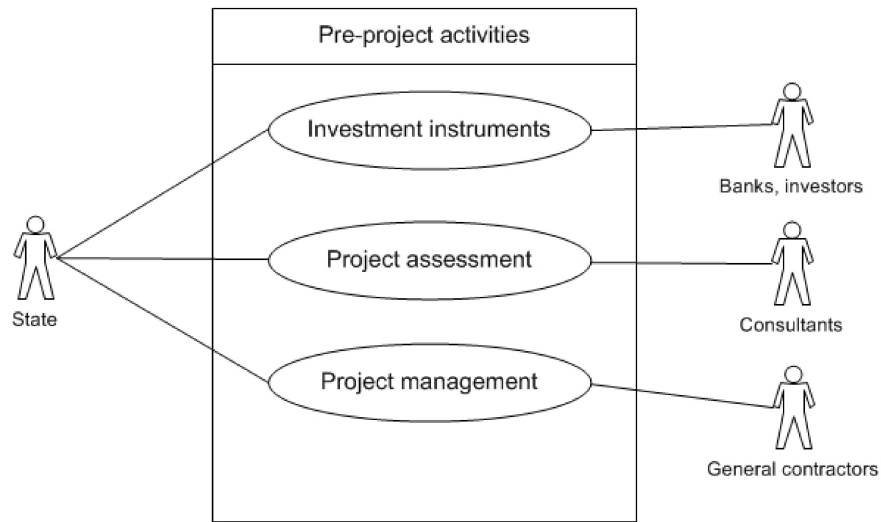 Pre-project activities
Investment instruments
Banks, investors
Project assessment
State
Consultants
Project management
General contractors